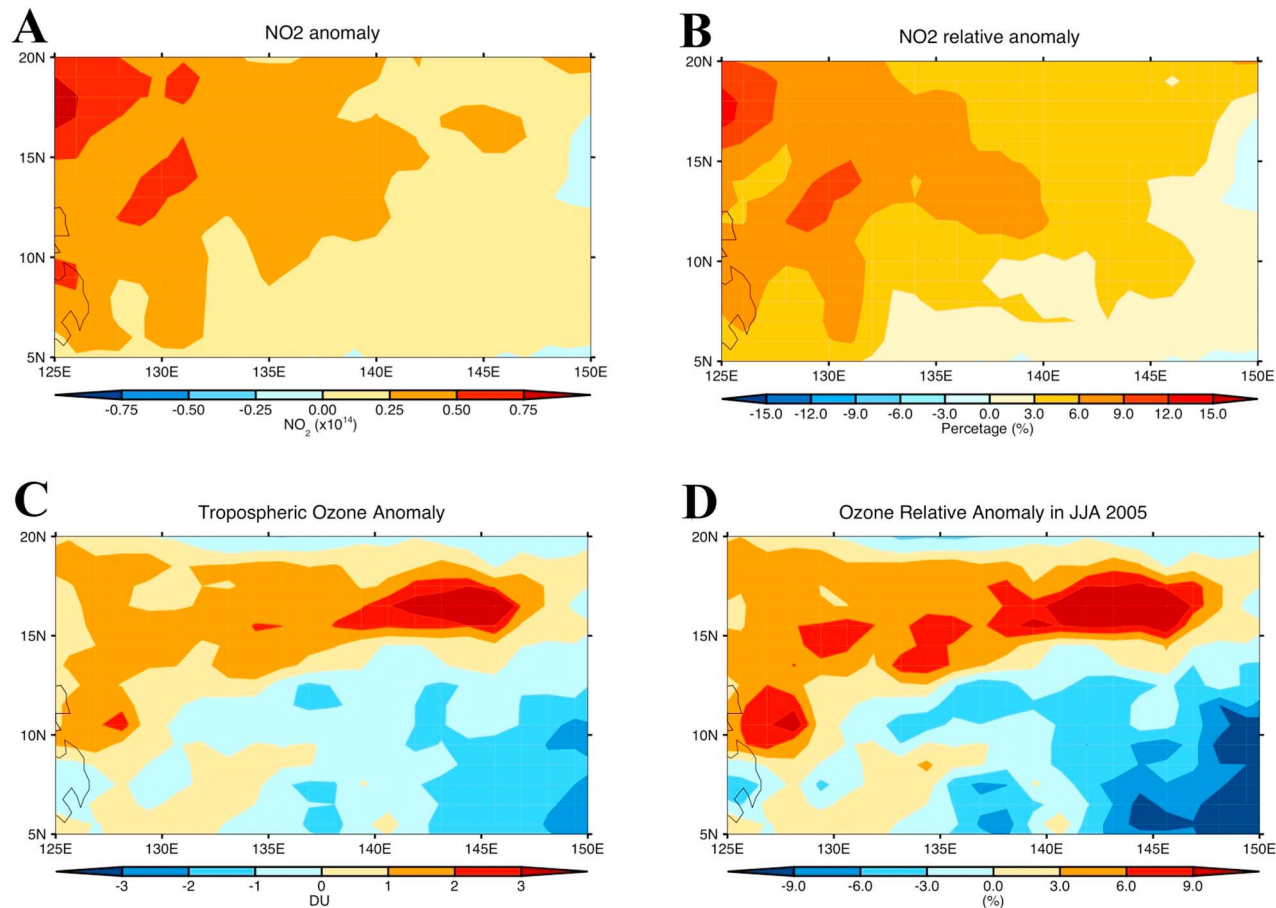 A
NO2 anomaly
20N
15N
10N
5N
125E 130E 135E 140E 145E 150E
-0.75 -0.50 -0.25 0.00 0.25 0.50 0.75
NO₂ (x10¹⁴)
B
NO2 relative anomaly
20N
15N
10N
5N
125E 130E 135E 140E 145E 150E
-15.0 -12.0 -9.0 -6.0 -3.0 0.0 3.0 6.0 9.0 12.0 15.0
Percetage (%)
C
Tropospheric Ozone Anomaly
20N
15N
10N
5N
125E 130E 135E 140E 145E 150E
-3 -2 -1 0 1 2 3
DU
D
Ozone Relative Anomaly in JJA 2005
20N
15N
10N
5N
125E 130E 135E 140E 145E 150E
-9.0 -6.0 -3.0 0.0 3.0 6.0 9.0
(%)